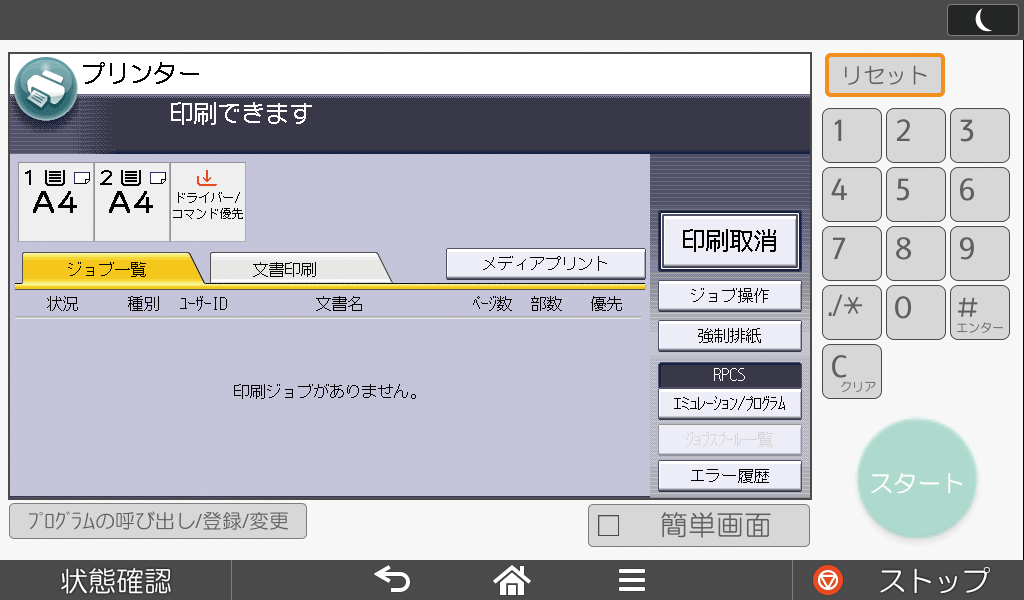 プリンター
印刷できます
1
A4
2
A4
ドライバー/
コマンド優先
ジョブ一覧
文書印刷
メディアプリント
状況 種別 ユーザーID 文書名 ページ数 部数 優先
印刷ジョブがありません。
印刷取消
ジョブ操作
強制排紙
RPCS
エミュレーション/プログラム
ジョブスプール一覧
エラー履歴
リセット
1 2 3
4 5 6
7 8 9
./* 0 #
エンター
C
クリア
スタート
プログラムの呼び出し/登録/変更
簡単画面
状態確認
ストップ